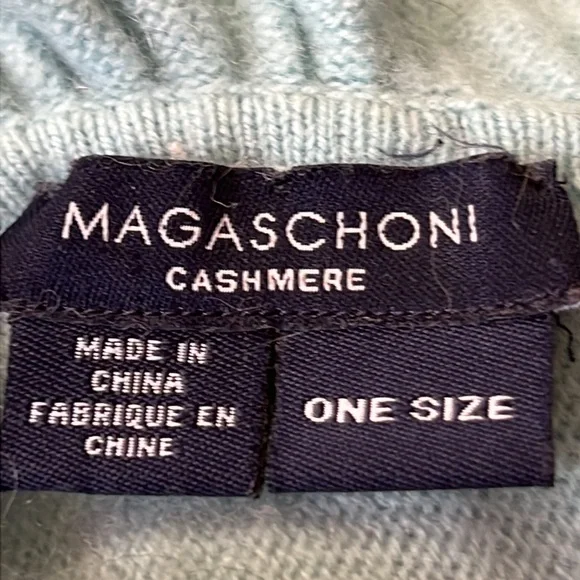 MAGASCHONI
CASHMERE
MADE IN
CHINA
FABRIQUE EN
CHINE
ONE SIZE